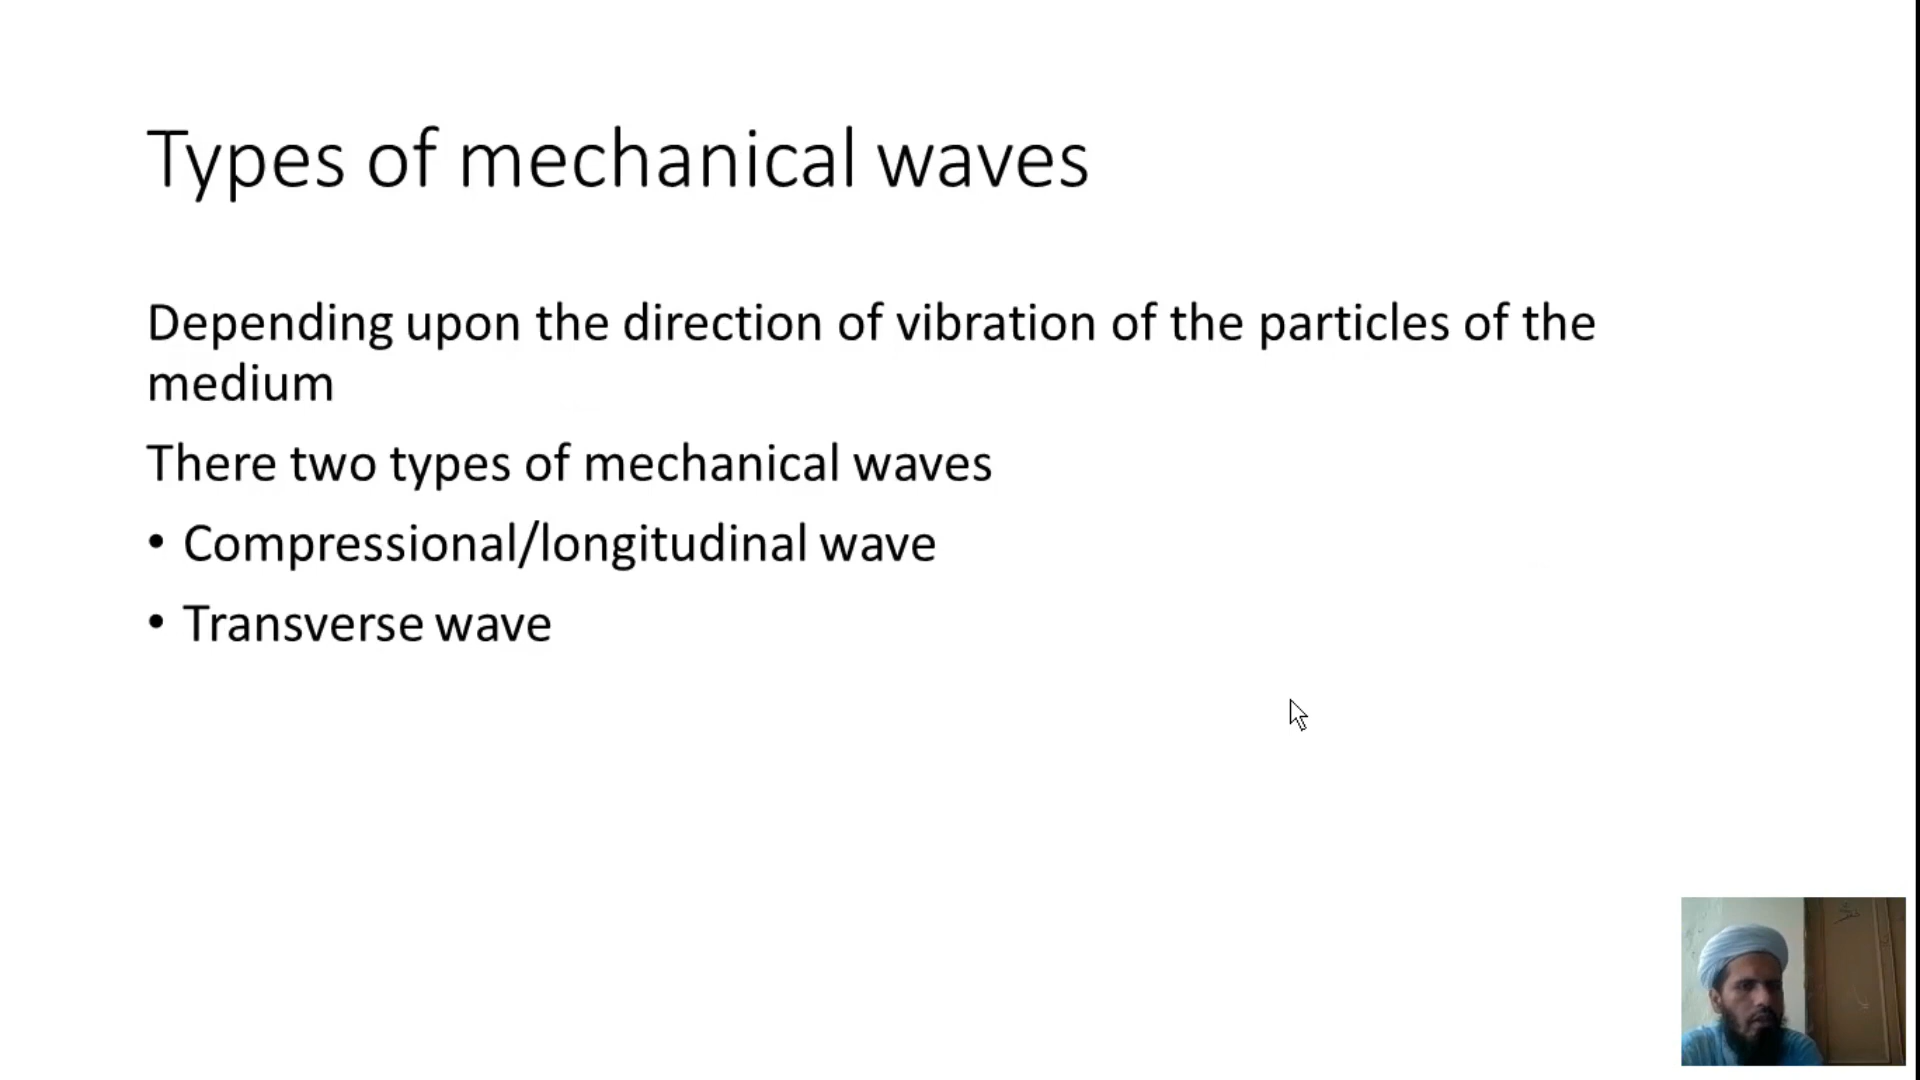 Types of mechanical waves
Depending upon the direction of vibration of the particles of the
medium
There two types of mechanical waves
• Compressional/longitudinal wave
• Transverse wave